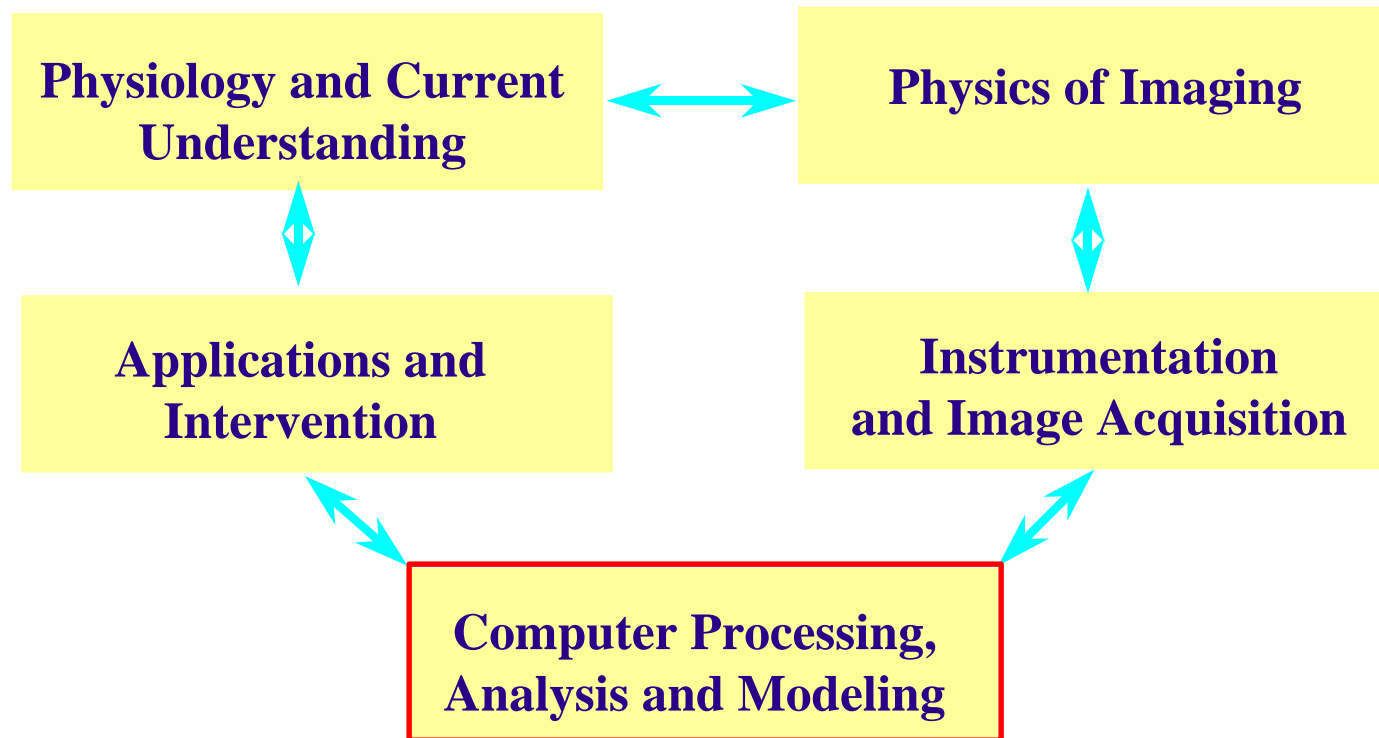 Physiology and Current
Understanding
Physics of Imaging
Applications and
Intervention
Instrumentation
and Image Acquisition
Computer Processing,
Analysis and Modeling